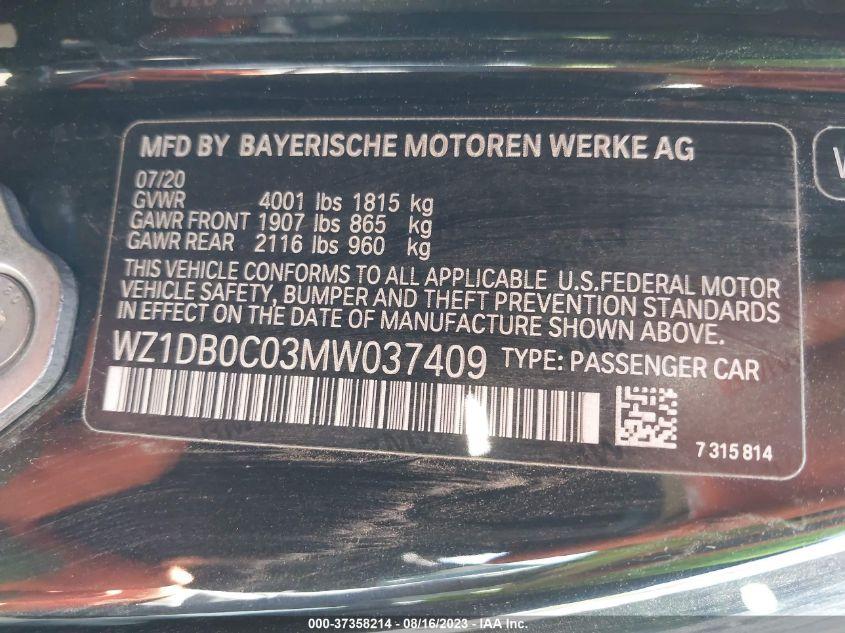 MFD BY BAYERISCHE MOTOREN WERKE AG
07/20
GVWR 4001 lbs 1815 kg
GAWR FRONT 1907 lbs 865 kg
GAWR REAR 2116 lbs 960 kg
THIS VEHICLE CONFORMS TO ALL APPLICABLE U.S.FEDERAL MOTOR
VEHICLE SAFETY, BUMPER AND THEFT PREVENTION STANDARDS
IN EFFECT ON THE DATE OF MANUFACTURE SHOWN ABOVE.
WZ1DB0C03MW037409 TYPE: PASSENGER CAR
7 315 814
000-37358214 - 08/16/2023 - IAA Inc.